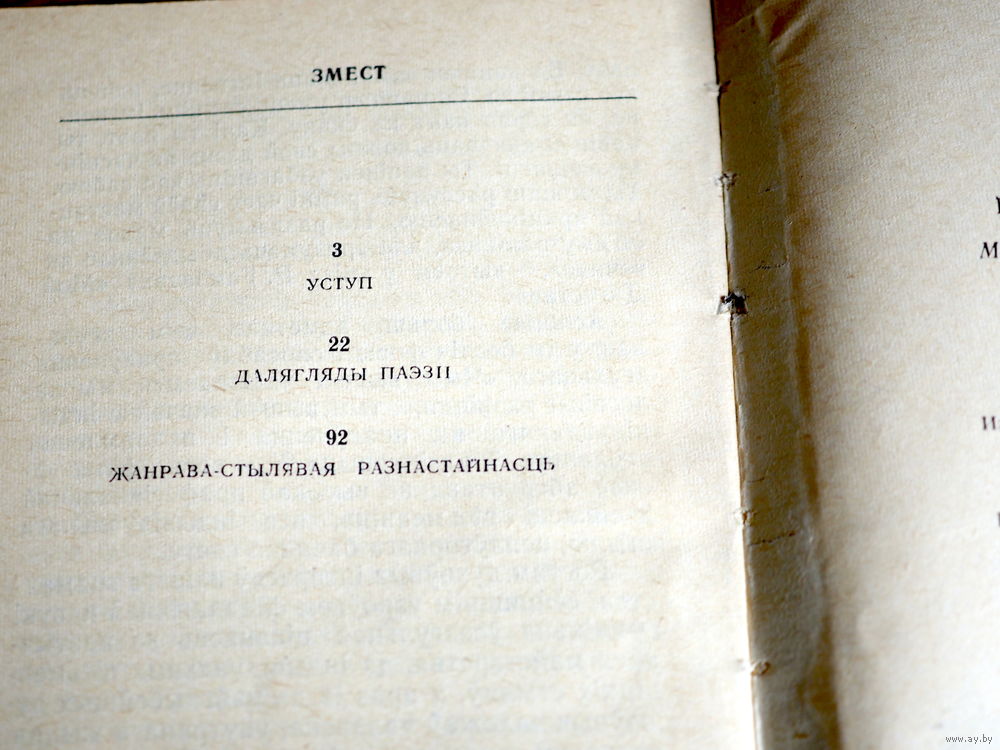 ЗМЕСТ
3
УСТУП
22
ДАЛЯГЛЯДЫ ПАЭЗІІ
92
ЖАНРАВА-СТЫЛЯВАЯ РАЗНАСТАЙНАСЦЬ
www.ay.by